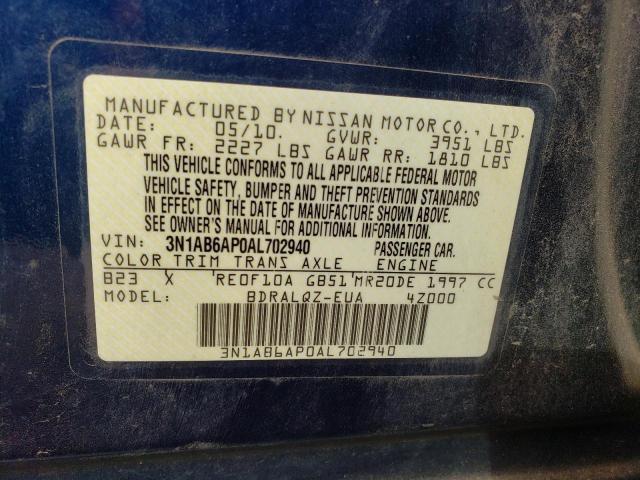 MANUFACTURED BY NISSAN MOTOR CO., LTD.
DATE: 05/10. GVWR: 3951 LBS
GAWR FR: 2227 LBS GAWR RR: 1810 LBS
THIS VEHICLE CONFORMS TO ALL APPLICABLE FEDERAL MOTOR
VEHICLE SAFETY, BUMPER AND THEFT PREVENTION STANDARDS
IN EFFECT ON THE DATE OF MANUFACTURE SHOWN ABOVE.
SEE OWNER'S MANUAL FOR ADDITIONAL INFORMATION.
VIN: 3N1AB6AP0AL702940 PASSENGER CAR.
COLOR TRIM TRANS AXLE ENGINE
B23 X 'RE0F10A GB51'MR20DE 1997 CC
MODEL: BDRALQZ-EUA 4Z000
3N1AB6AP0AL702940